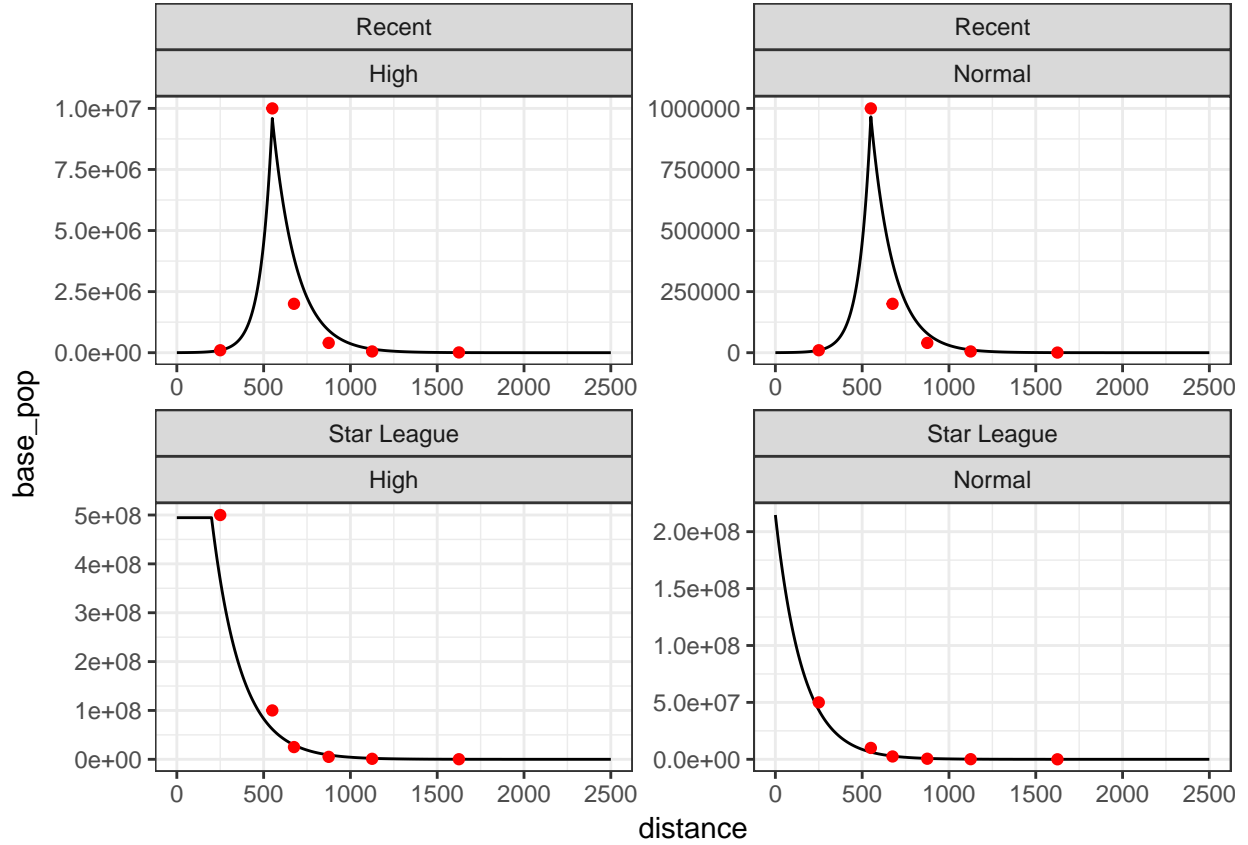 Recent
High
1.0e+07
7.5e+06
5.0e+06
2.5e+06
0.0e+00
0 500 1000 1500 2000 2500
Recent
Normal
1000000
750000
500000
250000
0
0 500 1000 1500 2000 2500
Star League
High
5e+08
4e+08
3e+08
2e+08
1e+08
0e+00
0 500 1000 1500 2000 2500
Star League
Normal
2.0e+08
1.5e+08
1.0e+08
5.0e+07
0.0e+00
0 500 1000 1500 2000 2500
base_pop
distance